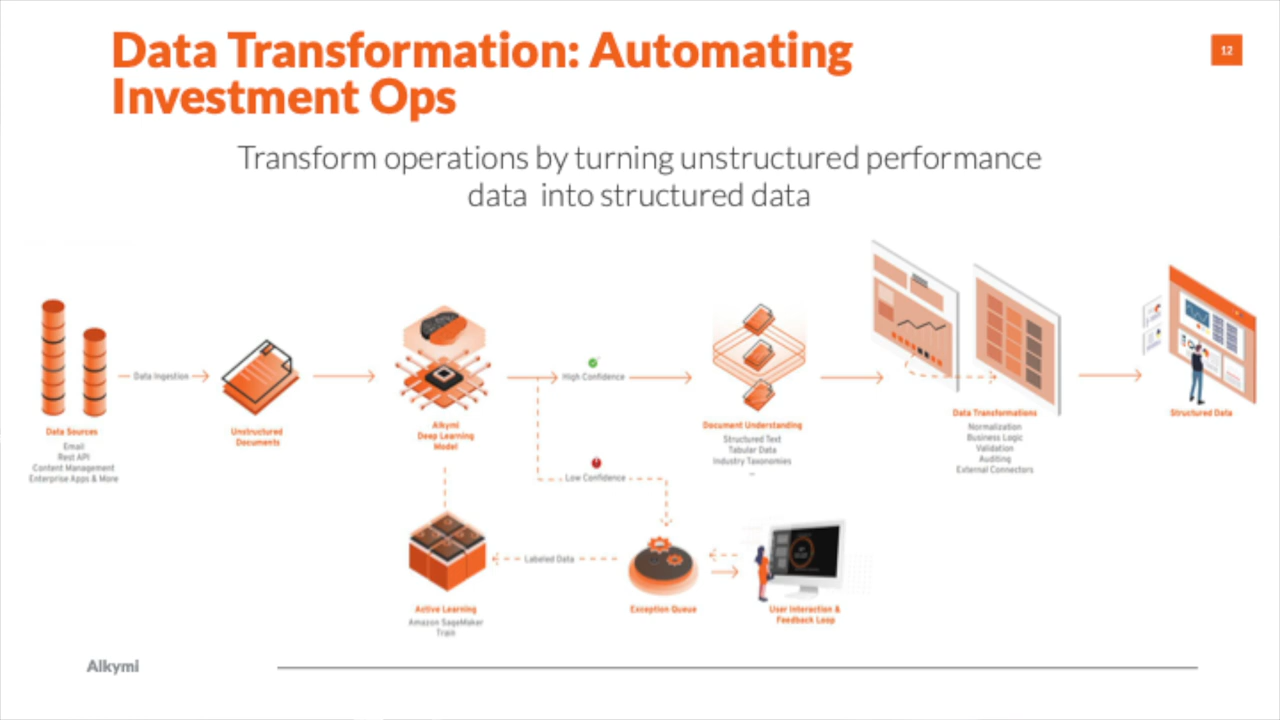 Data Transformation: Automating
Investment Ops
12
Transform operations by turning unstructured performance
data into structured data
Data Ingestion
High Confidence
Data Sources
Email
Rest API
Content Management
Enterprise Apps & More
Unstructured
Documents
Alkymi
Deep Learning
Model
Document Understanding
Structured Text
Tabular Data
Industry Taxonomies
...
Data Transformations
Normalization
Business Logic
Validation
Auditing
External Connectors
Structured Data
Low Confidence
Labeled Data
Active Learning
Amazon SageMaker
Train
Exception Queue
User Interaction &
Feedback Loop
Alkymi